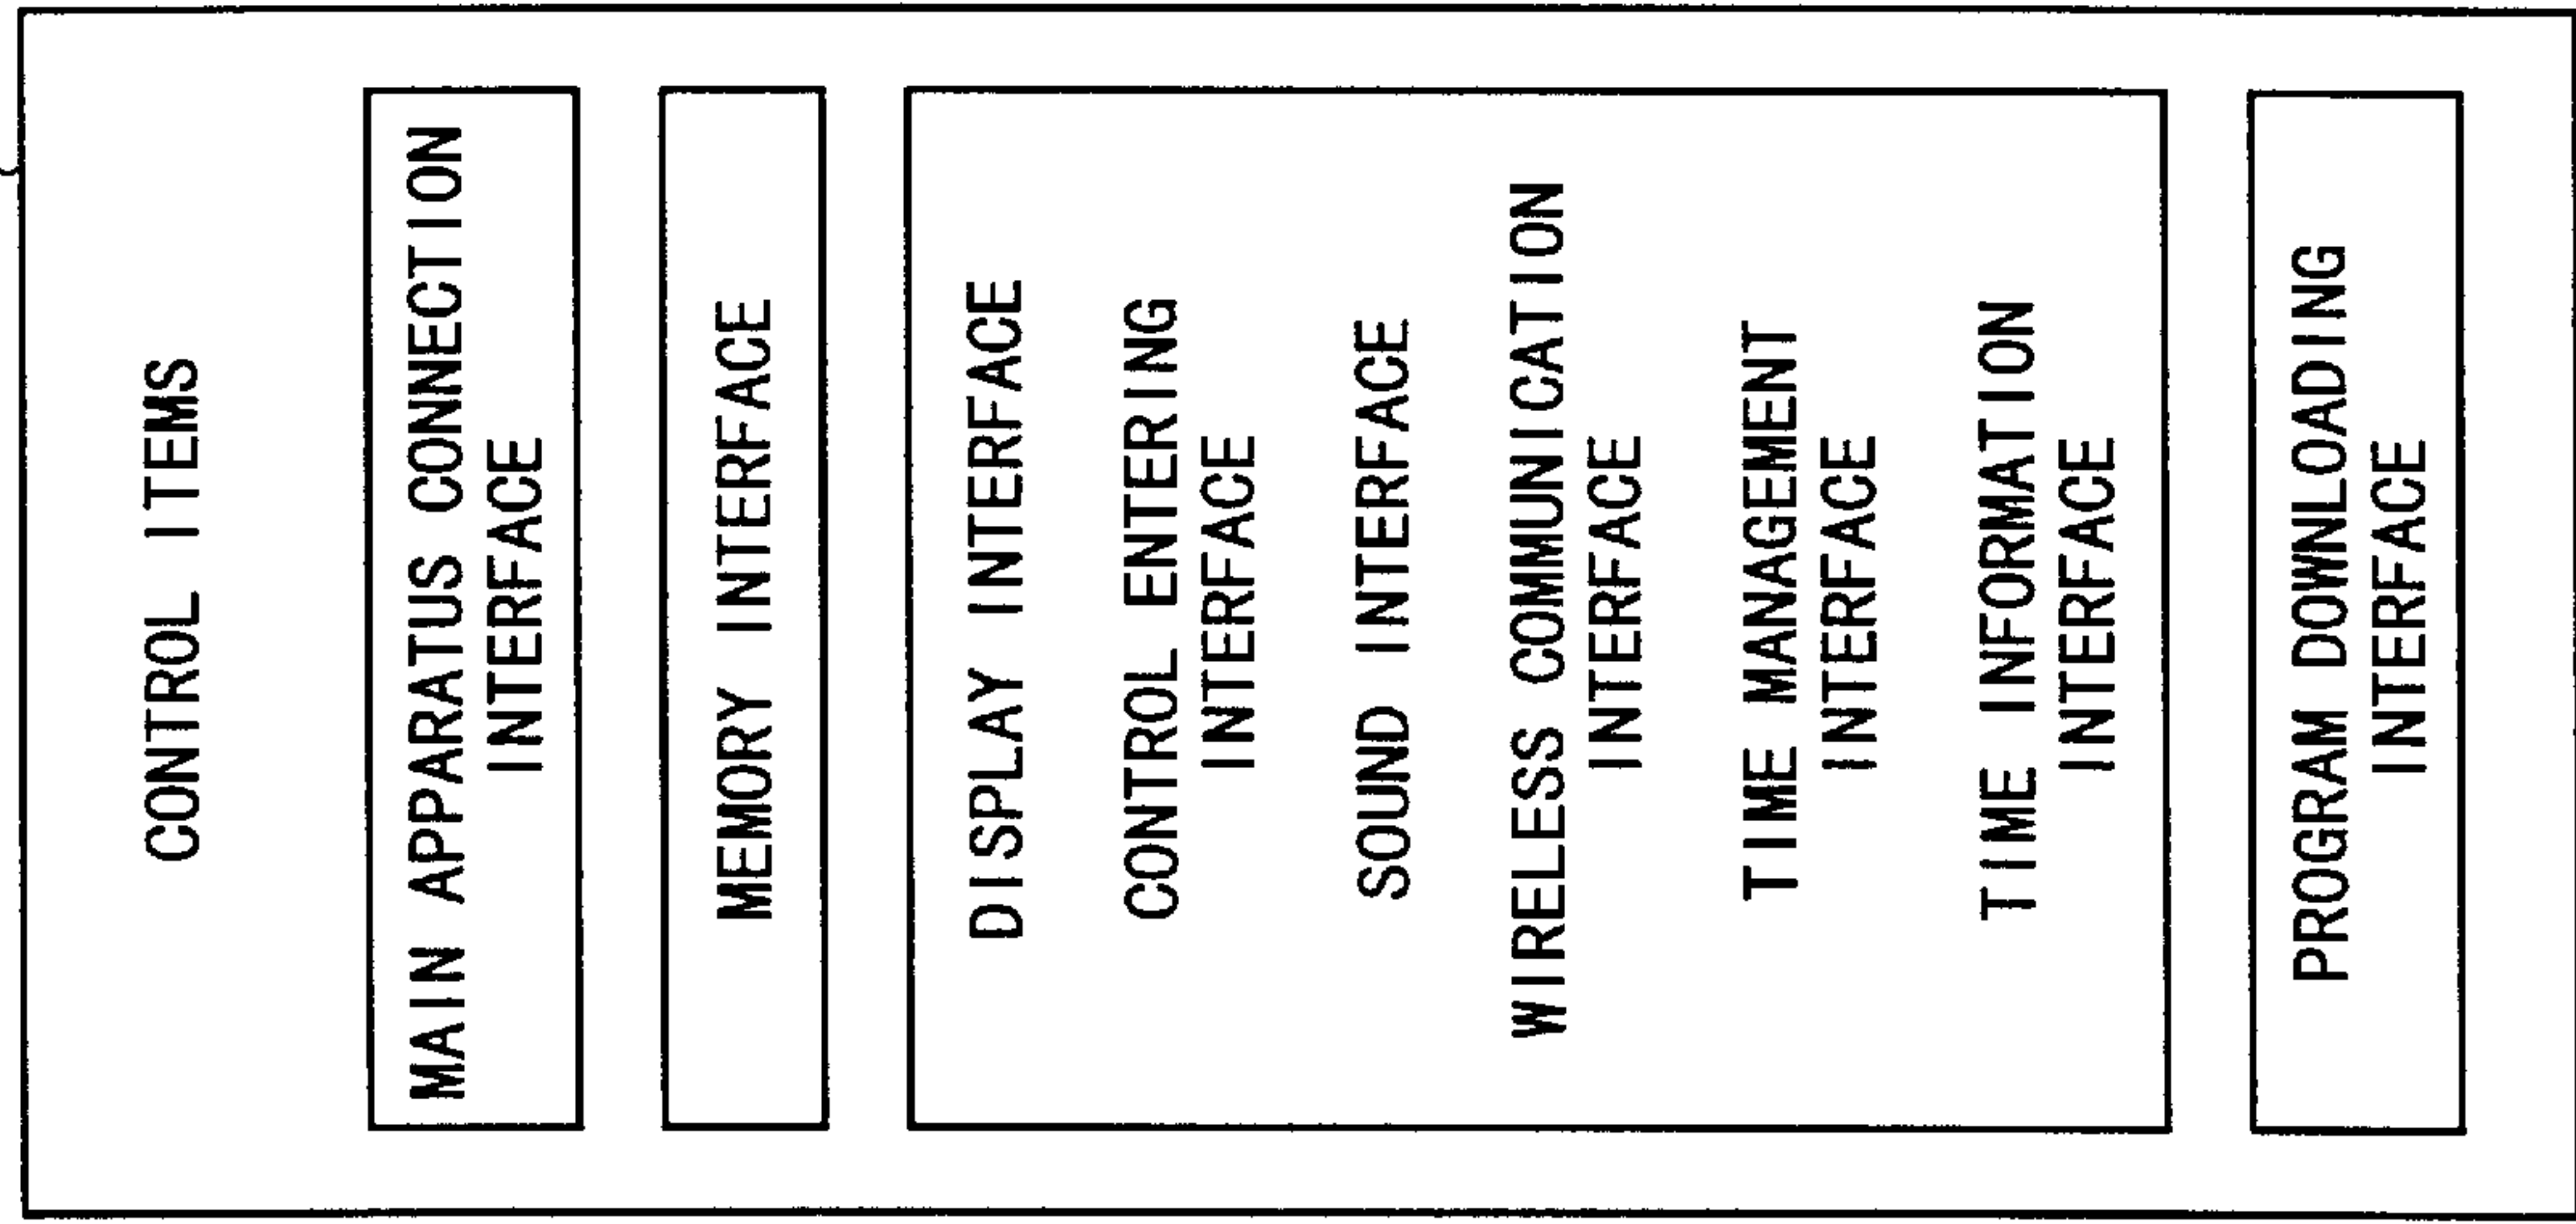 CONTROL ITEMS
MAIN APPARATUS CONNECTION
INTERFACE
MEMORY INTERFACE
DISPLAY INTERFACE
CONTROL ENTERING
INTERFACE
SOUND INTERFACE
WIRELESS COMMUNICATION
INTERFACE
TIME MANAGEMENT
INTERFACE
TIME INFORMATION
INTERFACE
PROGRAM DOWNLOADING
INTERFACE